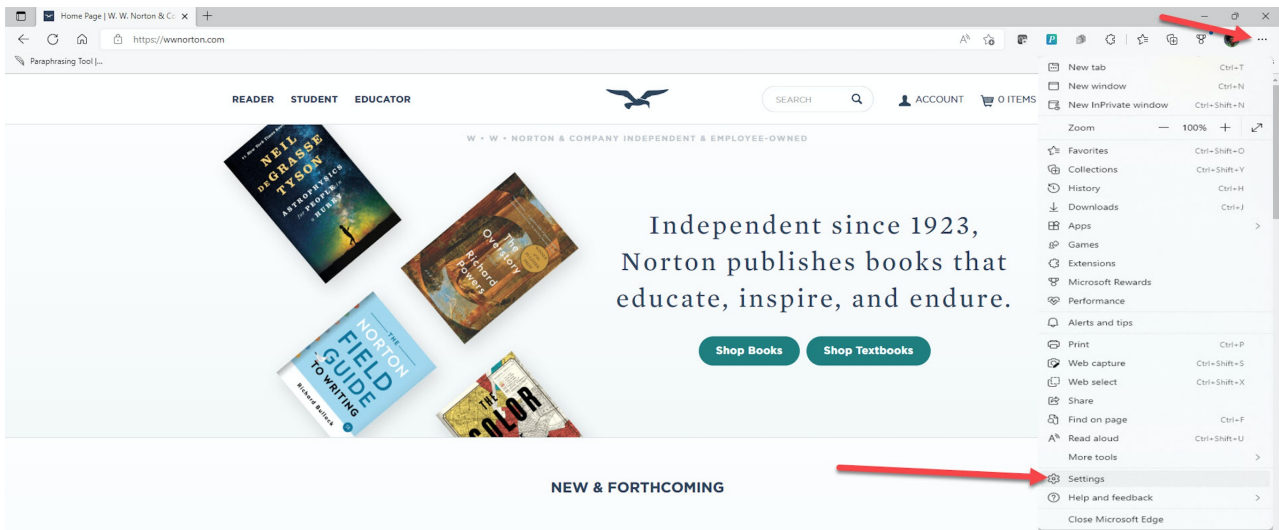 Home Page | W. W. Norton & Co
https://wwnorton.com
Paraphrasing Tool |...
READER STUDENT EDUCATOR
SEARCH
ACCOUNT
0 ITEMS
W • W • NORTON & COMPANY INDEPENDENT & EMPLOYEE-OWNED
NEIL
DEGRASSE
TYSON
ASTROPHYSICS
for PEOPLE in
a HURRY
The
Overstory
Richard
Powers
THE
NORTON
FIELD
GUIDE
TO WRITING
Richard Bullock
THE
COLOR
Independent since 1923,
Norton publishes books that
educate, inspire, and endure.
Shop Books
Shop Textbooks
NEW & FORTHCOMING
New tab Ctrl+T
New window Ctrl+N
New InPrivate window Ctrl+Shift+N
Zoom — 100% +
Favorites Ctrl+Shift+O
Collections Ctrl+Shift+Y
History Ctrl+H
Downloads Ctrl+J
Apps
Games
Extensions
Microsoft Rewards
Performance
Alerts and tips
Print Ctrl+P
Web capture Ctrl+Shift+S
Web select Ctrl+Shift+X
Share
Find on page Ctrl+F
Read aloud Ctrl+Shift+U
More tools
Settings
Help and feedback
Close Microsoft Edge